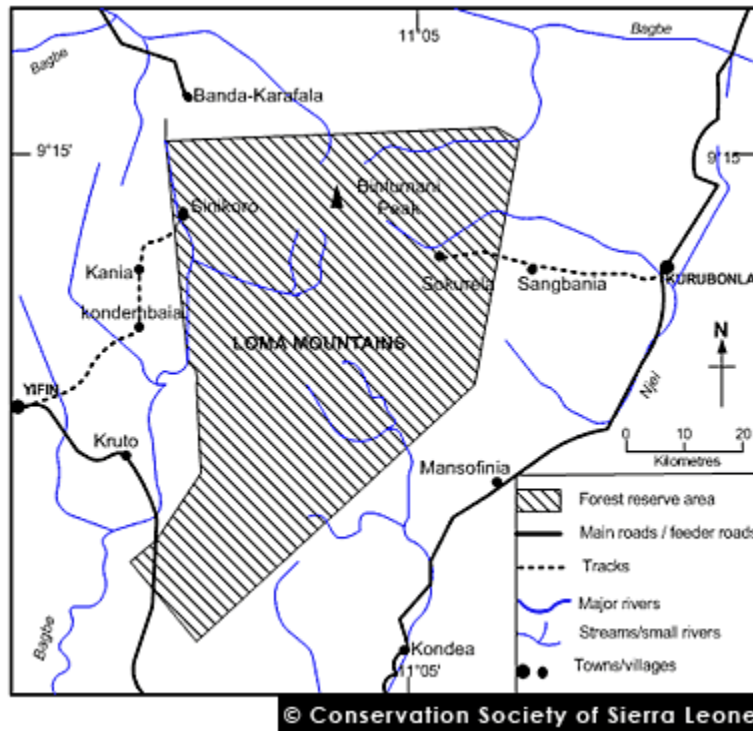 11°05
Bagbe
Bagbe
Banda-Karafala
9°15'
9°15'
Bintumani
Peak
Sinikoro
Kania
Sokurela
Sangbania
KURUBONLA
kondembaia
LOMA MOUNTAINS
N
YIFIN
Njei
Kruto
0 10 20
Kilometres
Mansofinia
Forest reserve area
Main roads / feeder roads
Tracks
Major rivers
Streams/small rivers
Bagbe
Kondea
Towns/villages
11°05
© Conservation Society of Sierra Leone